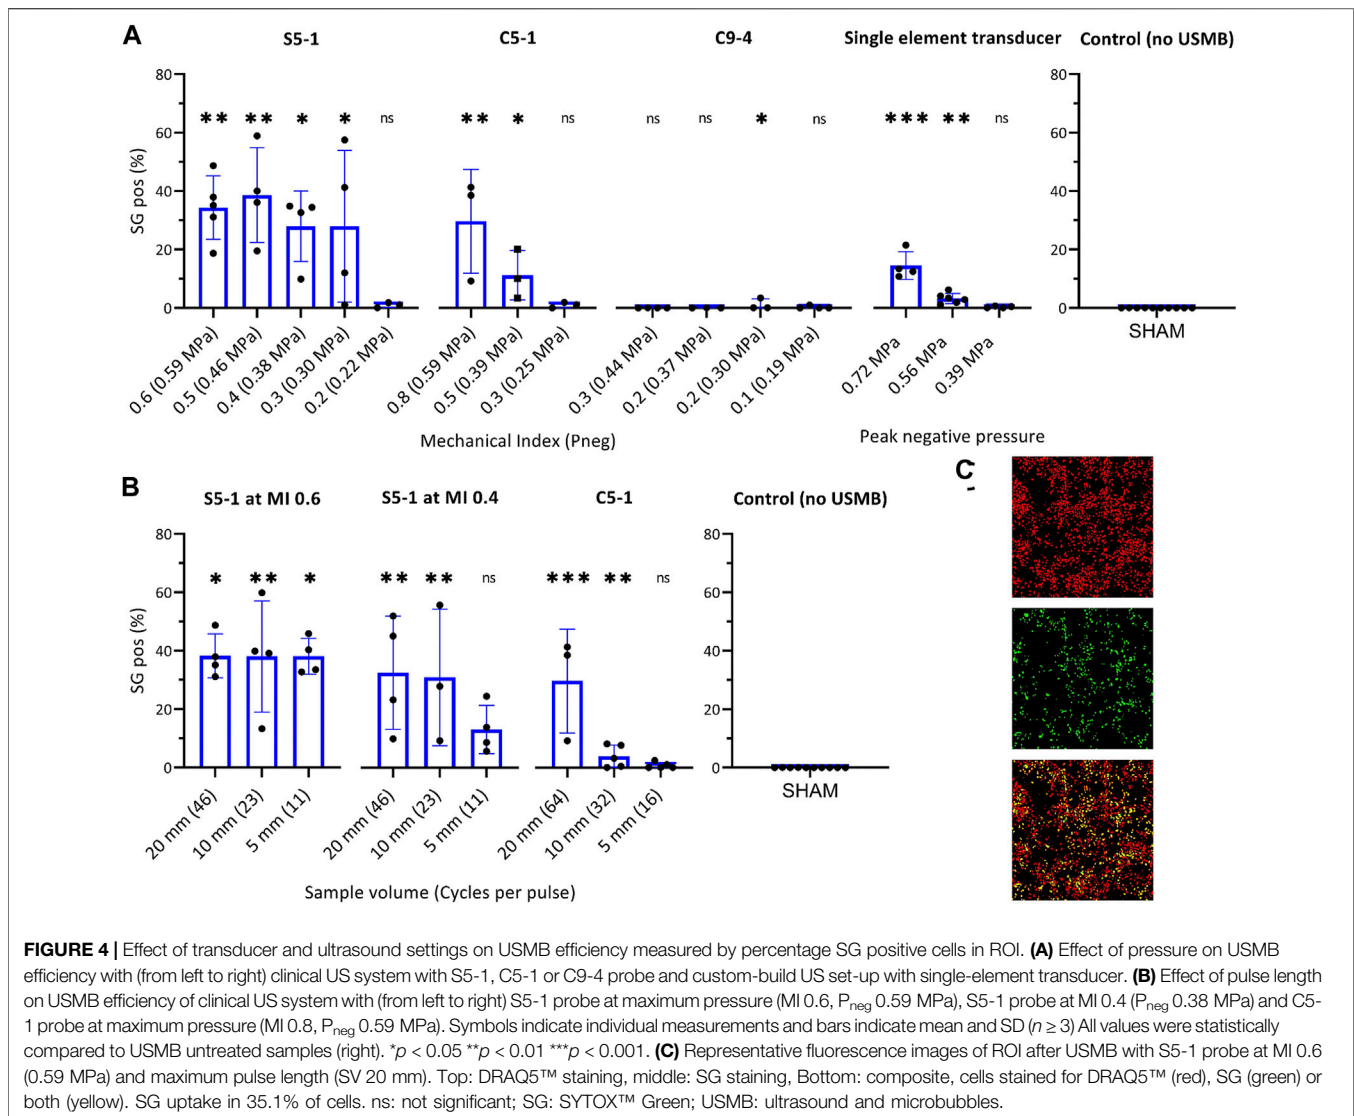 A
S5-1
C5-1
C9-4
Single element transducer
Control (no USMB)
SG pos (%)
80
60
40
20
0
** ** * * ns
** * ns
ns ns * ns
*** ** ns
80
60
40
20
0
0.6 (0.59 MPa)
0.5 (0.46 MPa)
0.4 (0.38 MPa)
0.3 (0.30 MPa)
0.2 (0.22 MPa)
0.8 (0.59 MPa)
0.5 (0.39 MPa)
0.3 (0.25 MPa)
0.3 (0.44 MPa)
0.2 (0.37 MPa)
0.2 (0.30 MPa)
0.1 (0.19 MPa)
0.72 MPa
0.56 MPa
0.39 MPa
SHAM
Mechanical Index (Pneg)
Peak negative pressure
B
S5-1 at MI 0.6
S5-1 at MI 0.4
C5-1
Control (no USMB)
SG pos (%)
80
60
40
20
0
* ** *
** ** ns
*** ** ns
80
60
40
20
0
20 mm (46)
10 mm (23)
5 mm (11)
20 mm (46)
10 mm (23)
5 mm (11)
20 mm (64)
10 mm (32)
5 mm (16)
SHAM
Sample volume (Cycles per pulse)
C
FIGURE 4 | Effect of transducer and ultrasound settings on USMB efficiency measured by percentage SG positive cells in ROI. (A) Effect of pressure on USMB
efficiency with (from left to right) clinical US system with S5-1, C5-1 or C9-4 probe and custom-build US set-up with single-element transducer. (B) Effect of pulse length
on USMB efficiency of clinical US system with (from left to right) S5-1 probe at maximum pressure (MI 0.6, Pneg 0.59 MPa), S5-1 probe at MI 0.4 (Pneg 0.38 MPa) and C5-
1 probe at maximum pressure (MI 0.8, Pneg 0.59 MPa). Symbols indicate individual measurements and bars indicate mean and SD (n ≥ 3) All values were statistically
compared to USMB untreated samples (right). *p < 0.05 **p < 0.01 ***p < 0.001. (C) Representative fluorescence images of ROI after USMB with S5-1 probe at MI 0.6
(0.59 MPa) and maximum pulse length (SV 20 mm). Top: DRAQ5™ staining, middle: SG staining, Bottom: composite, cells stained for DRAQ5™ (red), SG (green) or
both (yellow). SG uptake in 35.1% of cells. ns: not significant; SG: SYTOX™ Green; USMB: ultrasound and microbubbles.